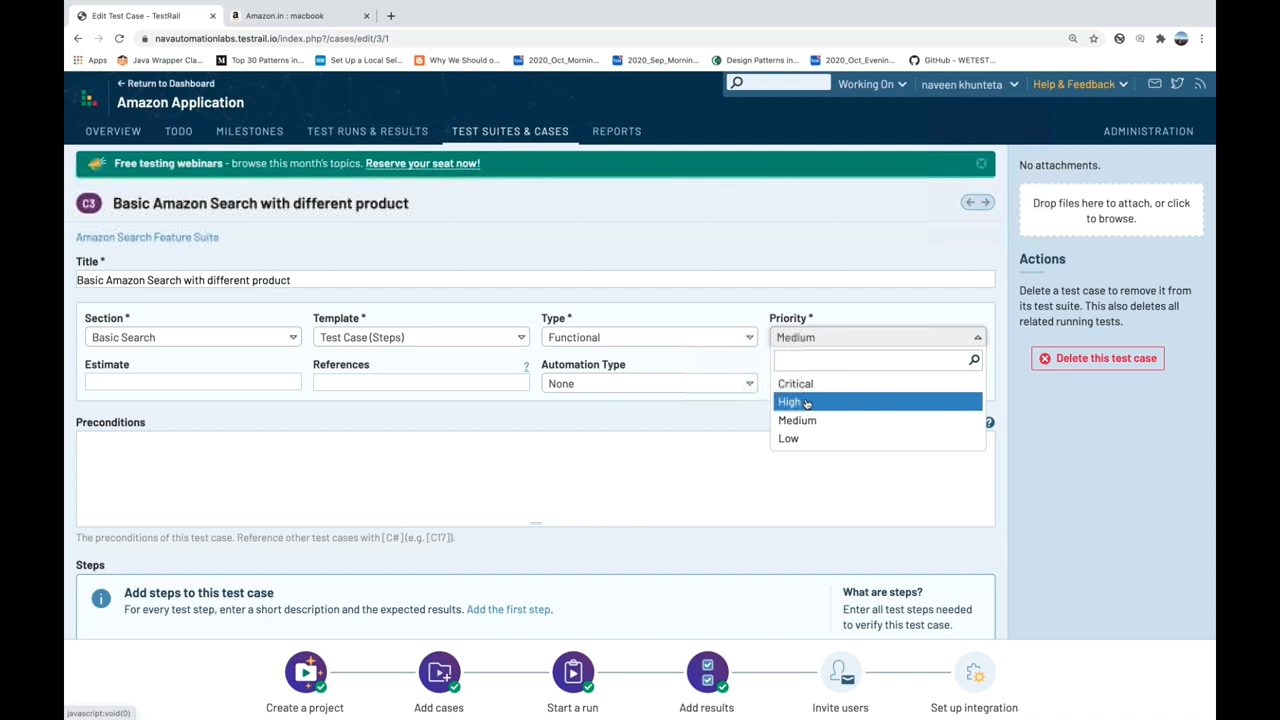 Edit Test Case - TestRail
Amazon.in : macbook
navautomationlabs.testrail.io/index.php?/cases/edit/3/1
Apps
Java Wrapper Cla...
Top 30 Patterns in...
Set Up a Local Sel...
Why We Should o...
2020_Oct_Mornin...
2020_Sep_Mornin...
Design Patterns in...
2020_Oct_Evenin...
GitHub - WETEST...
← Return to Dashboard
Amazon Application
Working On
naveen khunteta
Help & Feedback
OVERVIEW
TODO
MILESTONES
TEST RUNS & RESULTS
TEST SUITES & CASES
REPORTS
ADMINISTRATION
Free testing webinars - browse this month's topics. Reserve your seat now!
C3
Basic Amazon Search with different product
Amazon Search Feature Suite
Title *
Basic Amazon Search with different product
Section *
Template *
Type *
Priority *
Basic Search
Test Case (Steps)
Functional
Medium
Estimate
References
?
Automation Type
None
Critical
High
Medium
Low
Preconditions
?
The preconditions of this test case. Reference other test cases with [C#] (e.g. [C17]).
Steps
Add steps to this test case
For every test step, enter a short description and the expected results. Add the first step.
What are steps?
Enter all test steps needed
to verify this test case.
No attachments.
Drop files here to attach, or click
to browse.
Actions
Delete a test case to remove it from
its test suite. This also deletes all
related running tests.
Delete this test case
Create a project
Add cases
Start a run
Add results
Invite users
Set up integration
javascript:void(0)